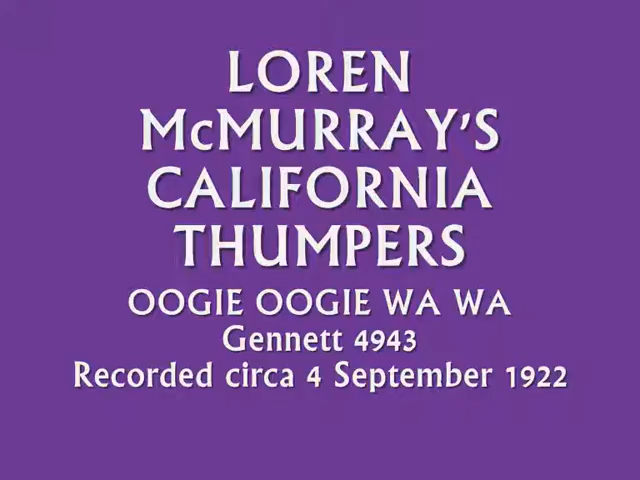 LOREN
McMURRAY'S
CALIFORNIA
THUMPERS
OOGIE OOGIE WA WA
Gennett 4943
Recorded circa 4 September 1922